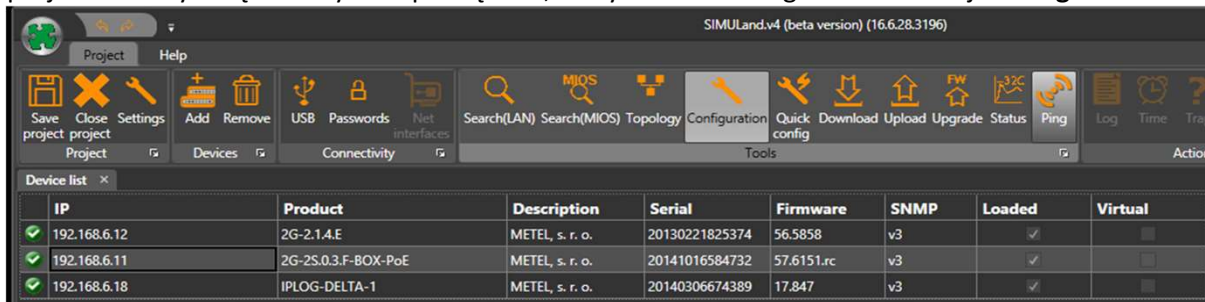 SIMULand.v4 (beta version) (16.6.28.3196)
Project Help
Save project Close project Settings
Add Remove
USB Passwords Net interfaces
MIOS
FW
32C
Search(LAN) Search(MIOS) Topology Configuration Quick config Download Upload Upgrade Status Ping
Log Time
Project Devices Connectivity Tools
Device list ×
IP Product Description Serial Firmware SNMP Loaded Virtual
192.168.6.12 2G-2.1.4.E METEL, s. r. o. 20130221825374 56.5858 v3
192.168.6.11 2G-2S.0.3.F-BOX-PoE METEL, s. r. o. 20141016584732 57.6151.rc v3
192.168.6.18 IPLOG-DELTA-1 METEL, s. r. o. 20140306674389 17.847 v3